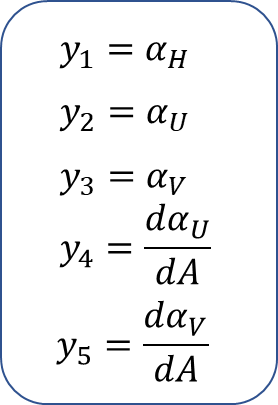 y₁ = α_H
y₂ = α_U
y₃ = α_V
y₄ = dα_U/dA
y₅ = dα_V/dA